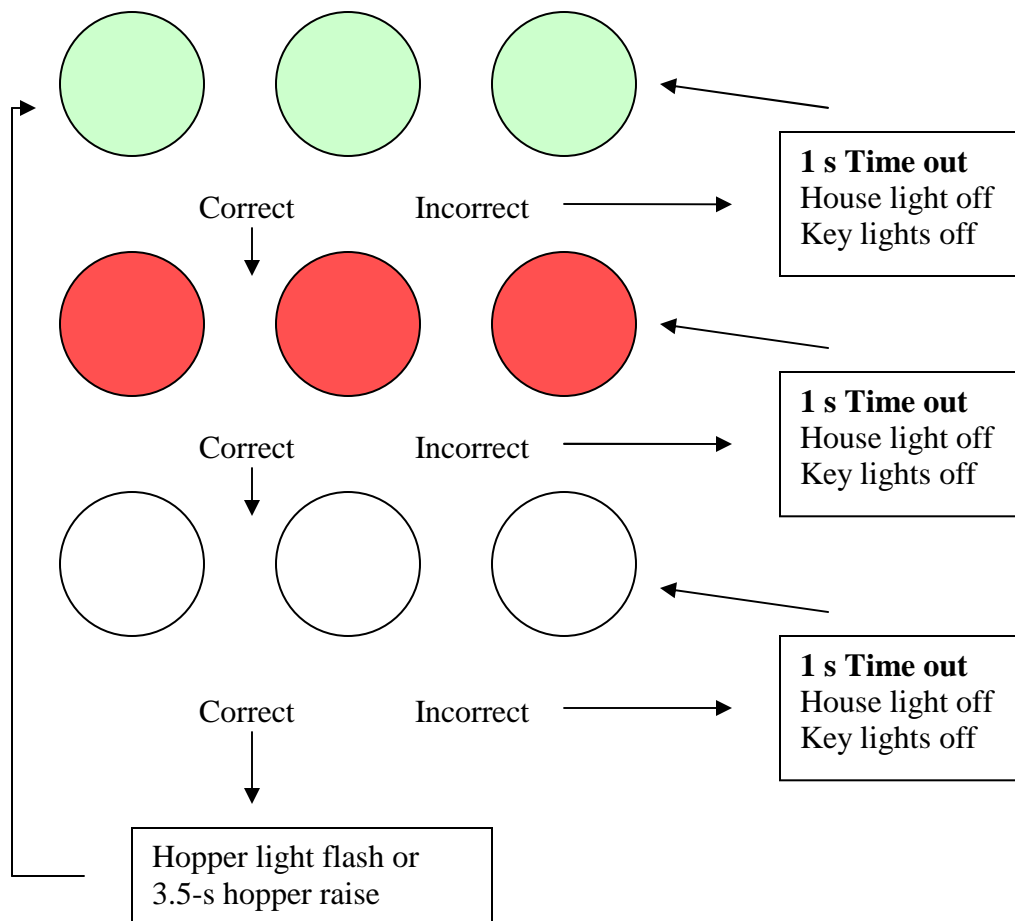 1 s Time out
House light off
Key lights off
Correct
Incorrect
1 s Time out
House light off
Key lights off
Correct
Incorrect
1 s Time out
House light off
Key lights off
Correct
Incorrect
Hopper light flash or
3.5-s hopper raise